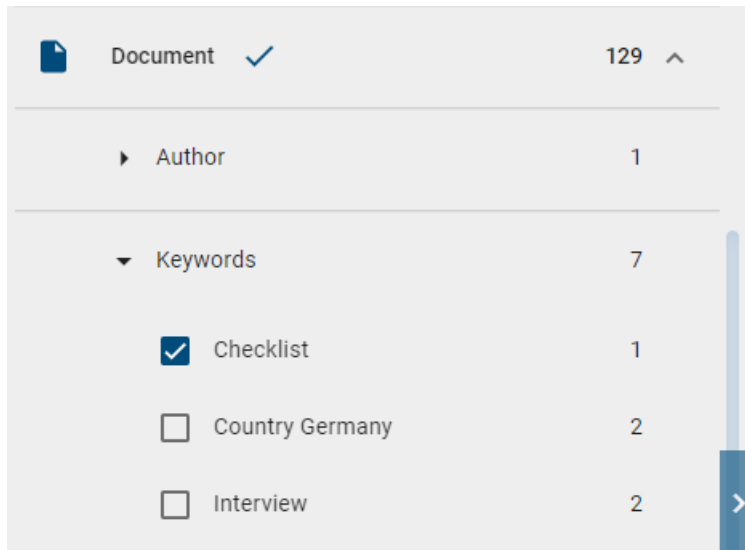 Document 129
Author 1
Keywords 7
Checklist 1
Country Germany 2
Interview 2